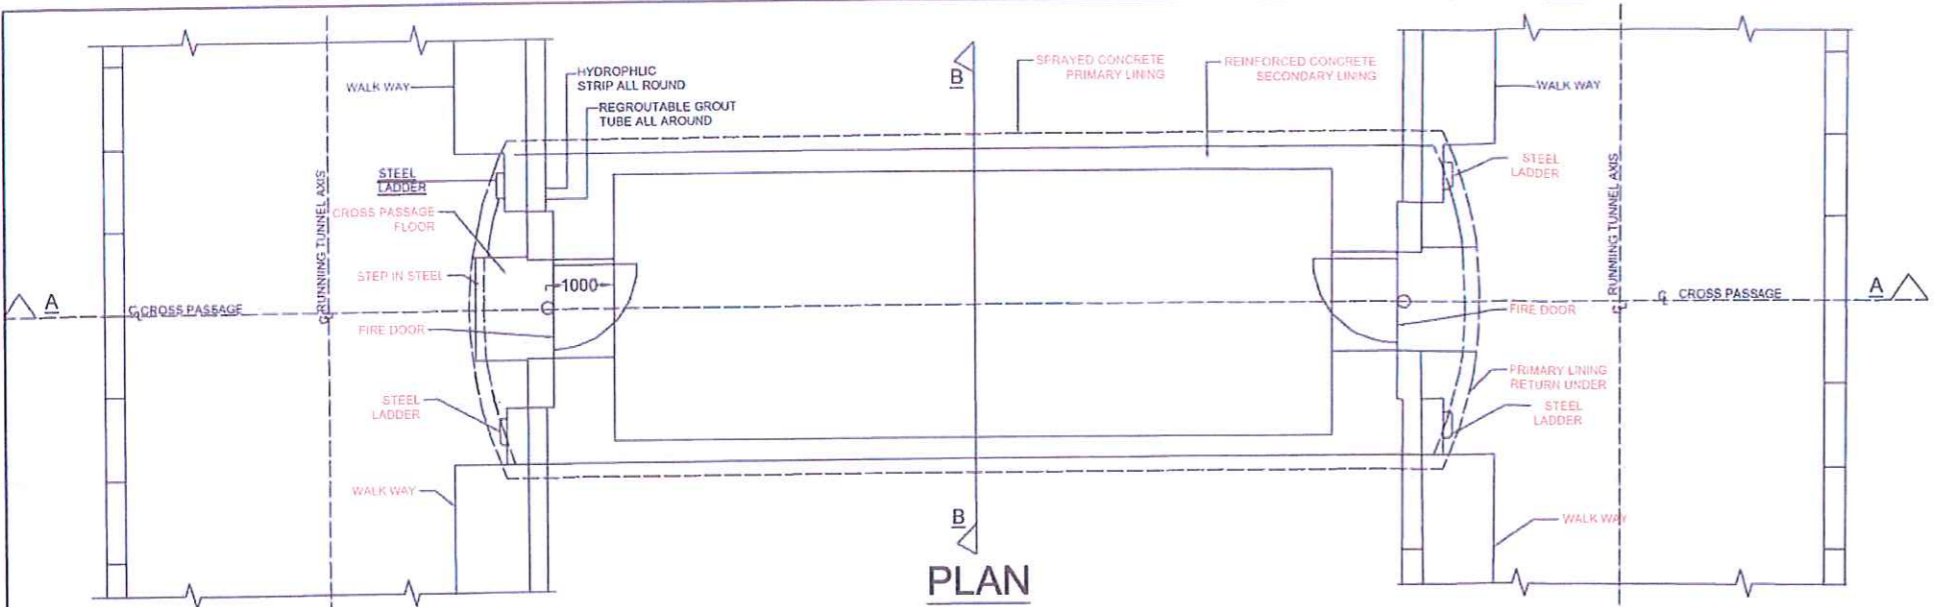 WALK WAY
HYDROPHLIC
STRIP ALL ROUND
REGROUTABLE GROUT
TUBE ALL AROUND
B
SPRAYED CONCRETE
PRIMARY LINING
REINFORCED CONCRETE
SECONDARY LINING
WALK WAY
STEEL
LADDER
STEEL
LADDER
RUNNING TUNNEL AXIS
CROSS PASSAGE
FLOOR
STEP IN STEEL
1000
A
CROSS PASSAGE
FIRE DOOR
RUNNING TUNNEL AXIS
CROSS PASSAGE
A
FIRE DOOR
STEEL
LADDER
PRIMARY LINING
RETURN UNDER
STEEL
LADDER
WALK WAY
B
WALK WAY
PLAN